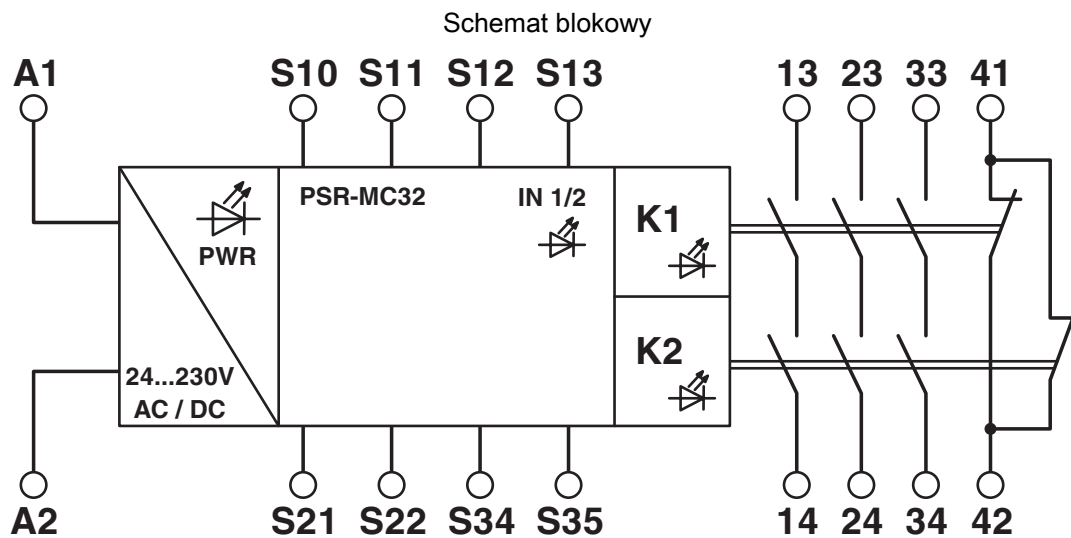 Schemat blokowy
A1 S10 S11 S12 S13 13 23 33 41
PSR-MC32 IN 1/2
K1
PWR
K2
24...230V
AC / DC
A2 S21 S22 S34 S35 14 24 34 42